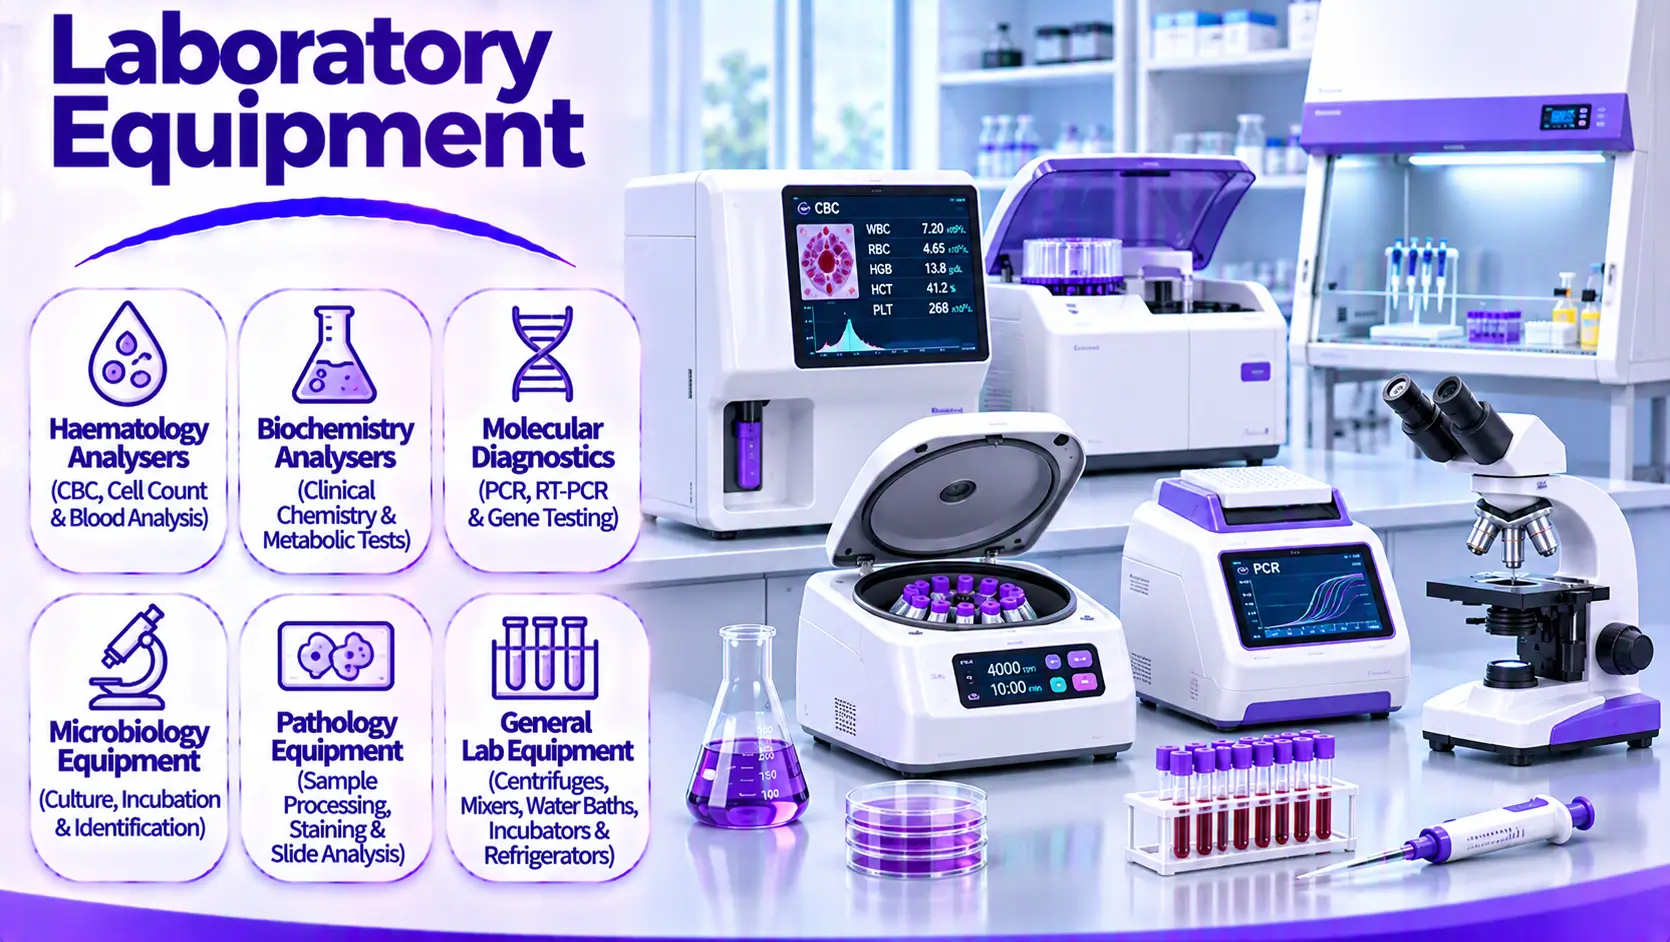 Laboratory
Equipment
Haematology
Analysers
(CBC, Cell Count
& Blood Analysis)
Biochemistry
Analysers
(Clinical
Chemistry &
Metabolic Tests)
Molecular
Diagnostics
(PCR, RT-PCR
& Gene Testing)
Microbiology
Equipment
(Culture, Incubation
& Identification)
Pathology
Equipment
(Sample
Processing,
Staining &
Slide Analysis)
General
Lab Equipment
(Centrifuges,
Mixers, Water Baths,
Incubators &
Refrigerators)
CBC
WBC 7.20
RBC 4.65
HGB 13.8
HCT 41.2
PLT 268
4000
10:00
PCR
150
100